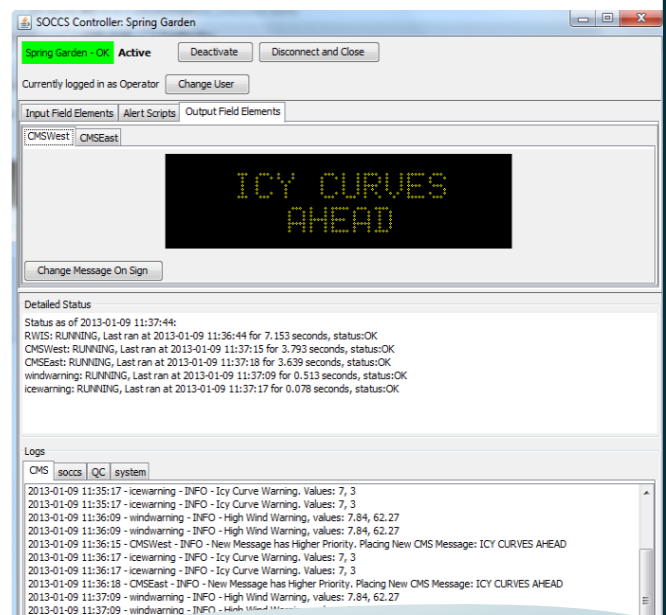 SOCCS Controller: Spring Garden
Spring Garden - OK Active Deactivate Disconnect and Close
Currently logged in as Operator Change User
Input Field Elements Alert Scripts Output Field Elements
CMSWest CMSEast
ICY CURVES
AHEAD
Change Message On Sign
Detailed Status
Status as of 2013-01-09 11:37:44:
RWIS: RUNNING, Last ran at 2013-01-09 11:36:44 for 7.153 seconds, status:OK
CMSWest: RUNNING, Last ran at 2013-01-09 11:37:15 for 3.793 seconds, status:OK
CMSEast: RUNNING, Last ran at 2013-01-09 11:37:18 for 3.639 seconds, status:OK
windwarning: RUNNING, Last ran at 2013-01-09 11:37:09 for 0.513 seconds, status:OK
icewarning: RUNNING, Last ran at 2013-01-09 11:37:17 for 0.078 seconds, status:OK
Logs
CMS soccs QC system
2013-01-09 11:35:17 - icewarning - INFO - Icy Curve Warning. Values: 7, 3
2013-01-09 11:35:17 - icewarning - INFO - Icy Curve Warning. Values: 7, 3
2013-01-09 11:36:09 - windwarning - INFO - High Wind Warning, values: 7.84, 62.27
2013-01-09 11:36:09 - windwarning - INFO - High Wind Warning, values: 7.84, 62.27
2013-01-09 11:36:15 - CMSWest - INFO - New Message has Higher Priority. Placing New CMS Message: ICY CURVES AHEAD
2013-01-09 11:36:17 - icewarning - INFO - Icy Curve Warning. Values: 7, 3
2013-01-09 11:36:17 - icewarning - INFO - Icy Curve Warning. Values: 7, 3
2013-01-09 11:36:18 - CMSEast - INFO - New Message has Higher Priority. Placing New CMS Message: ICY CURVES AHEAD
2013-01-09 11:37:09 - windwarning - INFO - High Wind Warning, values: 7.84, 62.27
2013-01-09 11:37:09 - windwarning - INFO - High Wind